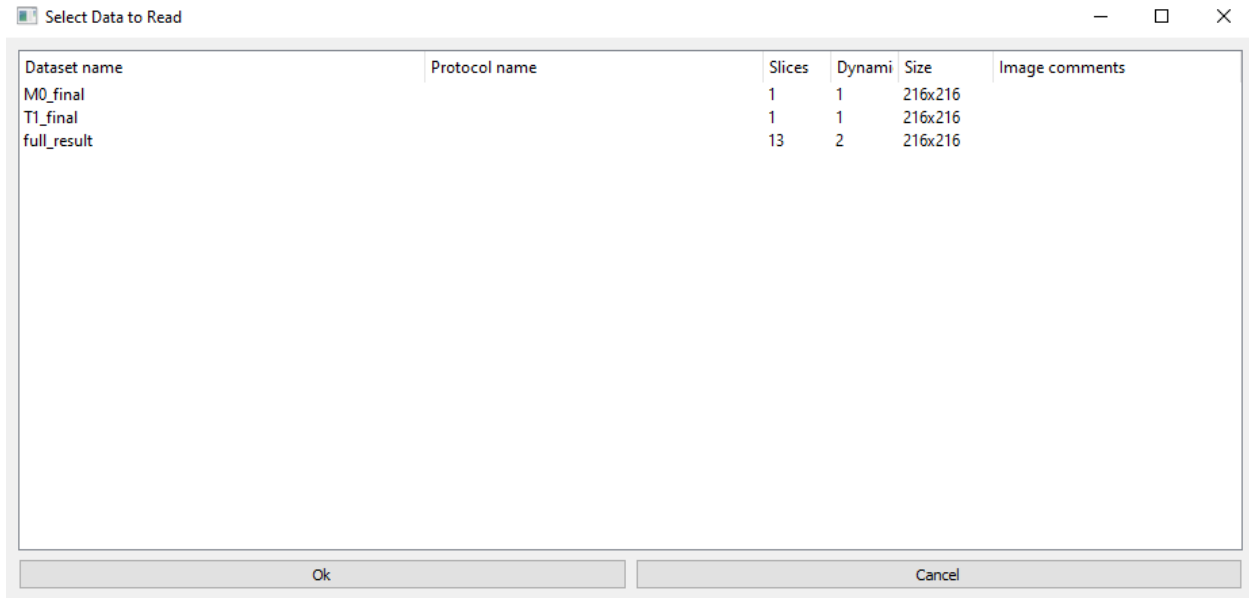 Select Data to Read
Dataset name Protocol name Slices Dynami Size Image comments
M0_final 1 1 216x216
T1_final 1 1 216x216
full_result 13 2 216x216
Ok Cancel